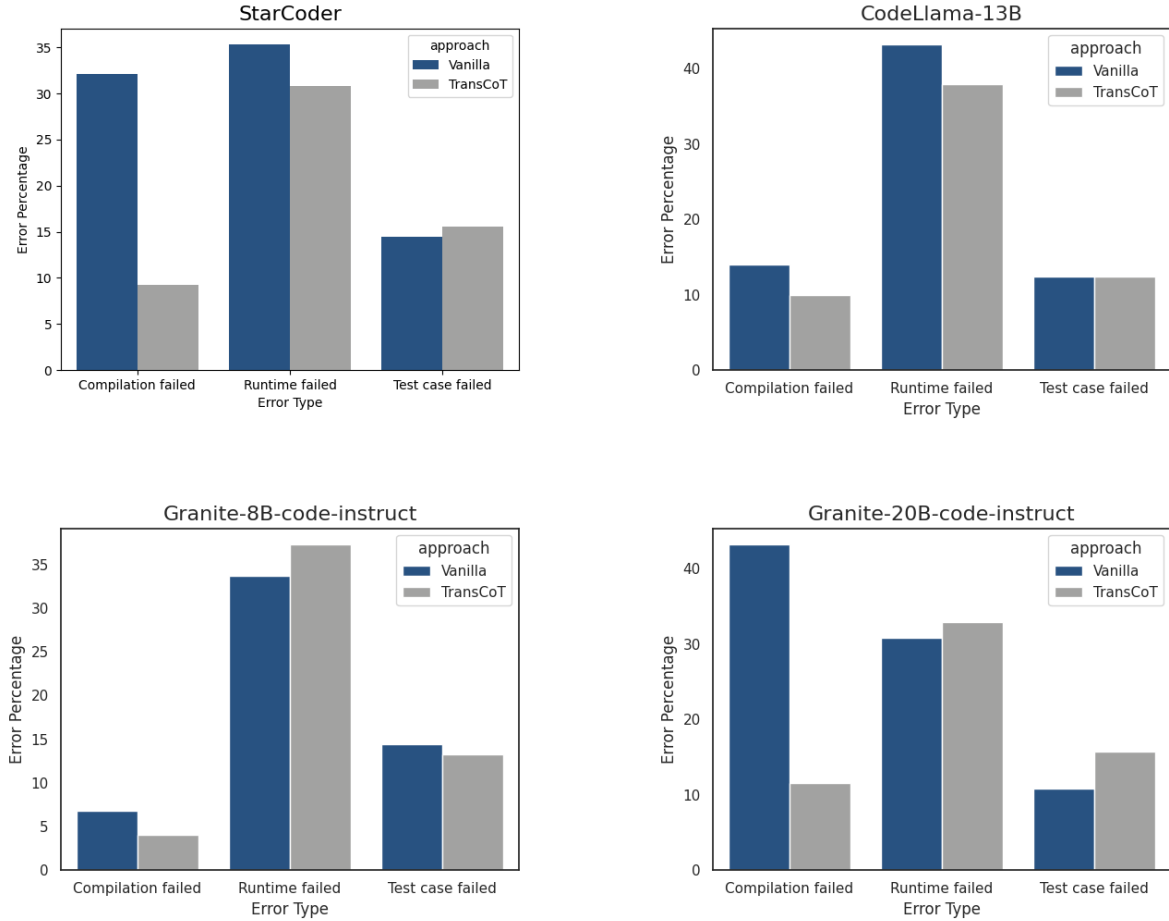 StarCoder
Error Percentage
35
30
25
20
15
10
5
0
approach
Vanilla
TransCoT
Compilation failed Runtime failed Test case failed
Error Type
CodeLlama-13B
Error Percentage
40
30
20
10
0
approach
Vanilla
TransCoT
Compilation failed Runtime failed Test case failed
Error Type
Granite-8B-code-instruct
Error Percentage
35
30
25
20
15
10
5
0
approach
Vanilla
TransCoT
Compilation failed Runtime failed Test case failed
Error Type
Granite-20B-code-instruct
Error Percentage
40
30
20
10
0
approach
Vanilla
TransCoT
Compilation failed Runtime failed Test case failed
Error Type